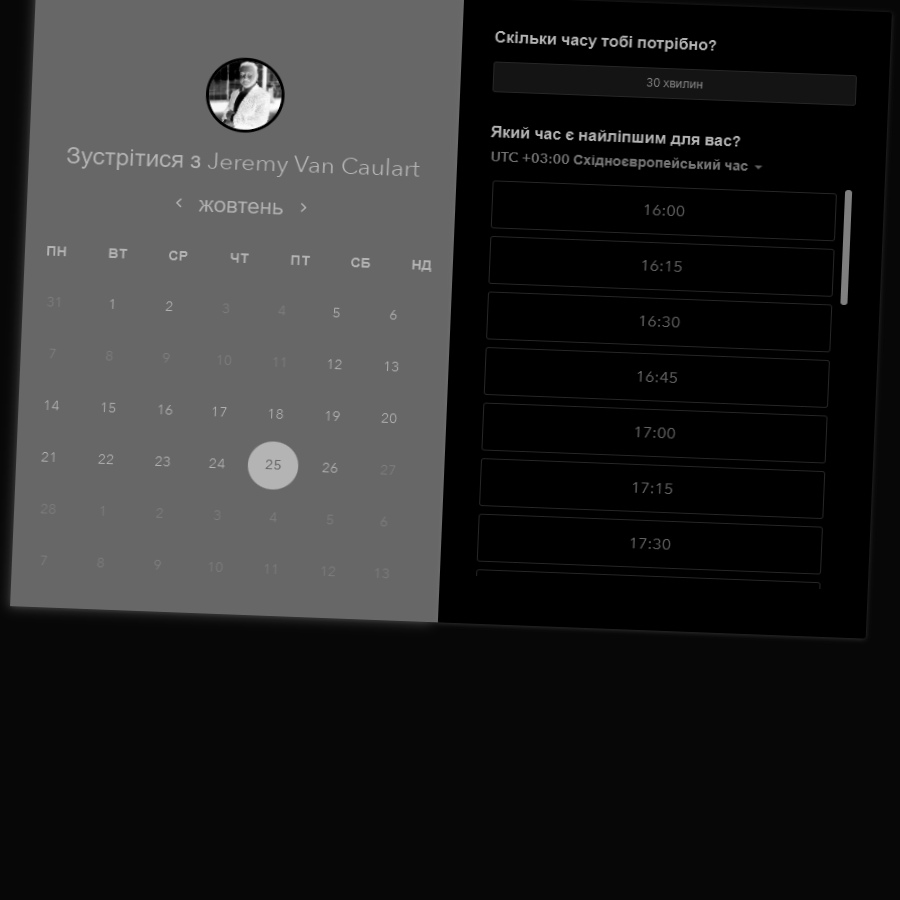 Зустрітися з Jeremy Van Caulart
жовтень
ПН ВТ СР ЧТ ПТ СБ НД
31 1 2 3 4 5 6
7 8 9 10 11 12 13
14 15 16 17 18 19 20
21 22 23 24 25 26 27
28 1 2 3 4 5 6
7 8 9 10 11 12 13
Скільки часу тобі потрібно?
30 хвилин
Який час є найліпшим для вас?
UTC +03:00 Східноєвропейський час
16:00
16:15
16:30
16:45
17:00
17:15
17:30